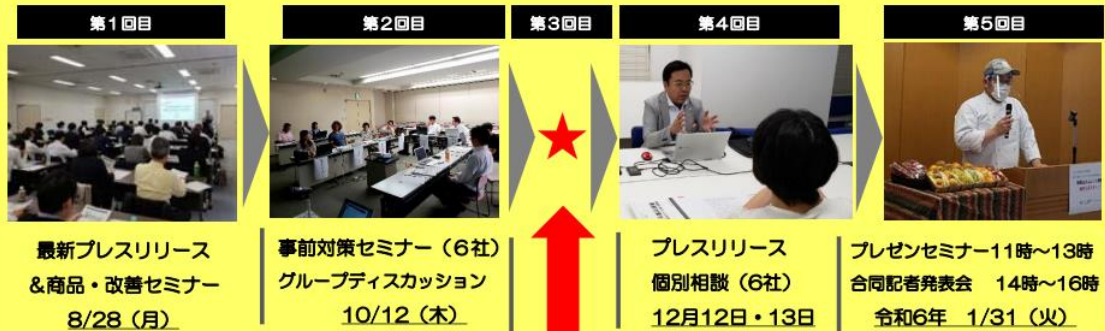 第1回目
第2回目
第3回目
第4回目
第5回目
最新プレスリリース
&商品・改善セミナー
8/28（月）
事前対策セミナー（6社）
グループディスカッション
10/12（木）
★
プレスリリース
個別相談（6社）
12月12日・13日
プレゼンセミナー11時～13時
合同記者発表会　14時～16時
令和6年　1/31（火）